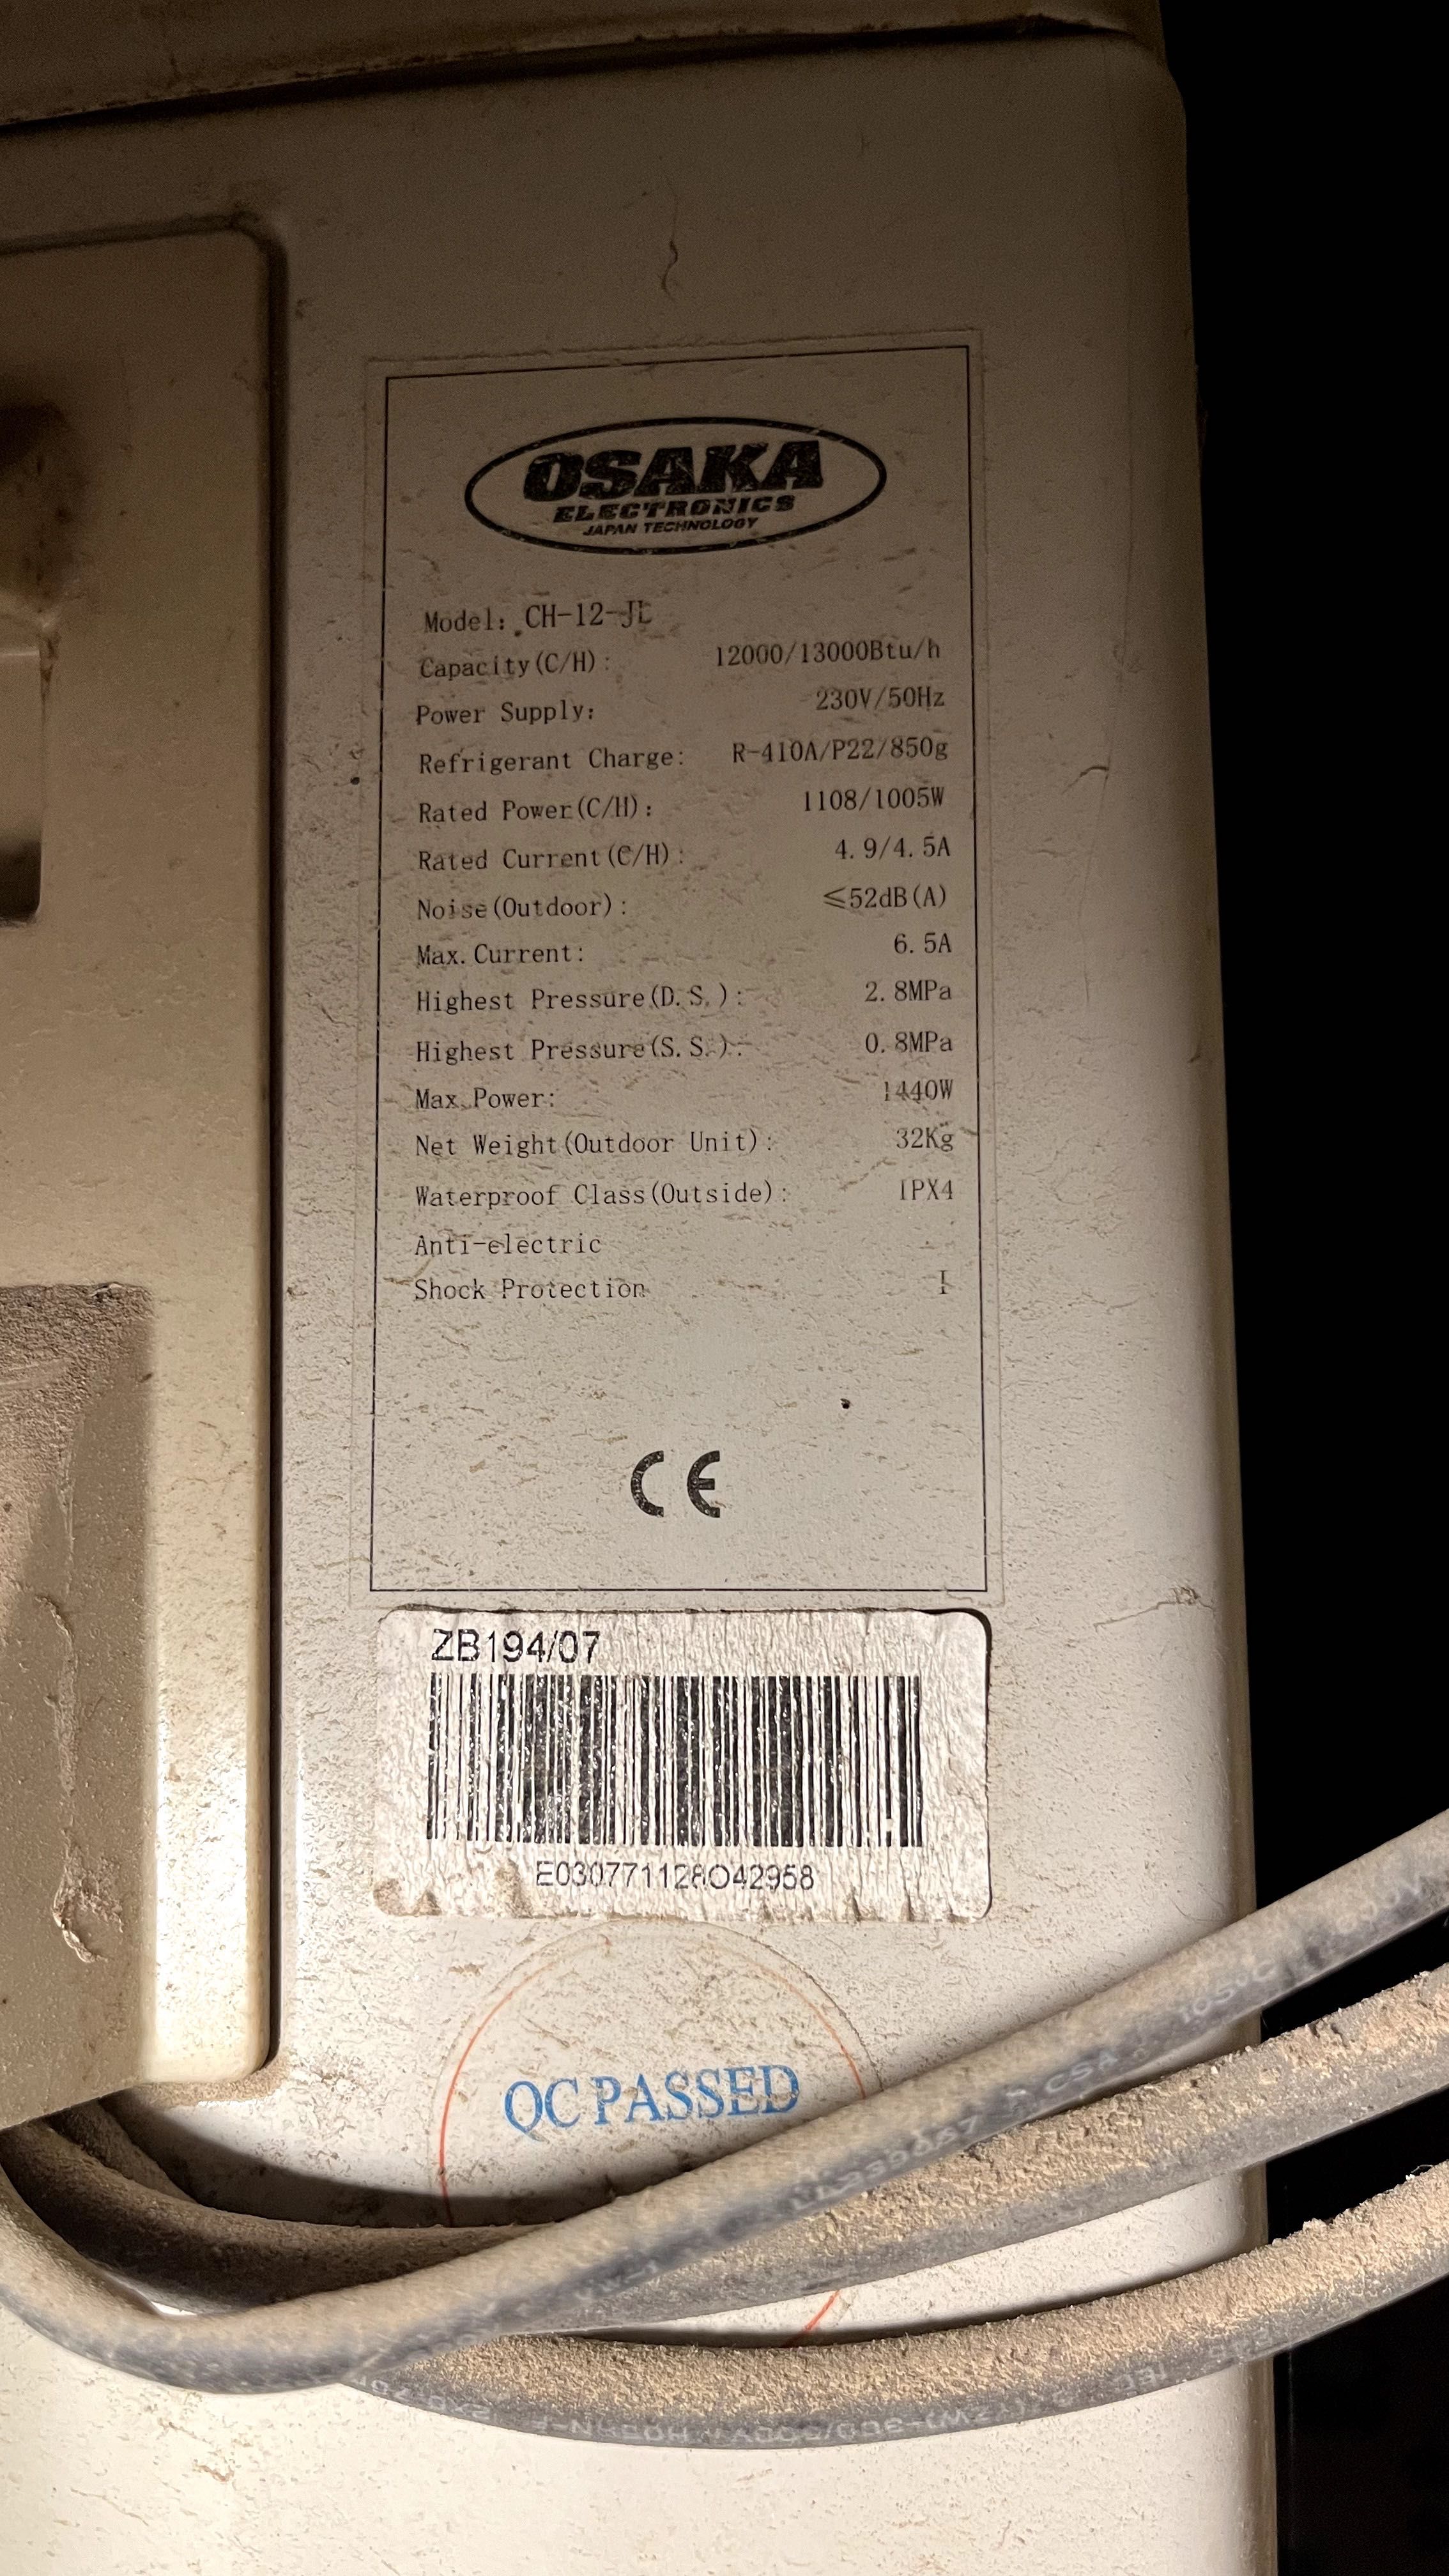 OSAKA
ELECTRONICS
JAPAN TECHNOLOGY
Model: CH-12-JL
Capacity(C/H): 12000/13000Btu/h
Power Supply: 230V/50Hz
Refrigerant Charge: R-410A/P22/850g
Rated Power(C/H): 1108/1005W
Rated Current(C/H): 4.9/4.5A
Noise(Outdoor): ≤52dB(A)
Max.Current: 6.5A
Highest Pressure(D.S.): 2.8MPa
Highest Pressure(S.S.): 0.8MPa
Max.Power: 1440W
Net Weight(Outdoor Unit): 32Kg
Waterproof Class(Outside): IPX4
Anti-electric
Shock Protection I
CE
ZB194/07
E030771128O42958
QC PASSED
CSA 105°C